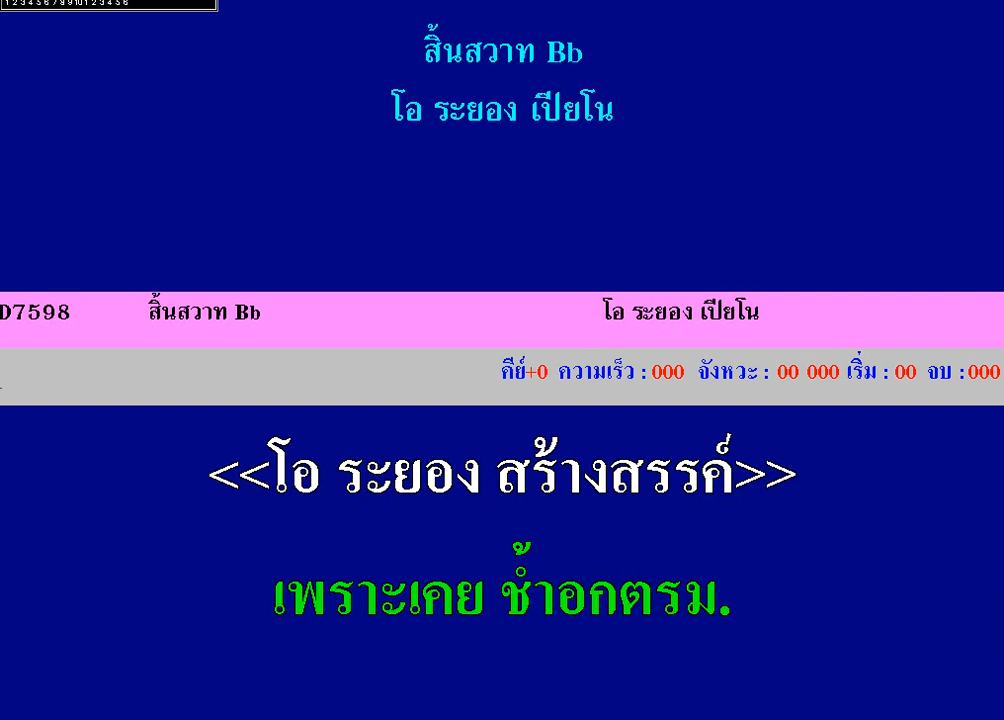 12345678910123456
สิ้นสวาท Bb
โอ ระยอง เปียโน
D7598 สิ้นสวาท Bb โอ ระยอง เปียโน
คีย์+0 ความเร็ว : 000 จังหวะ : 00 000 เริ่ม : 00 จบ :000
<<โอ ระยอง สร้างสรรค์>>
เพราะเคย ช้ำอกตรม.